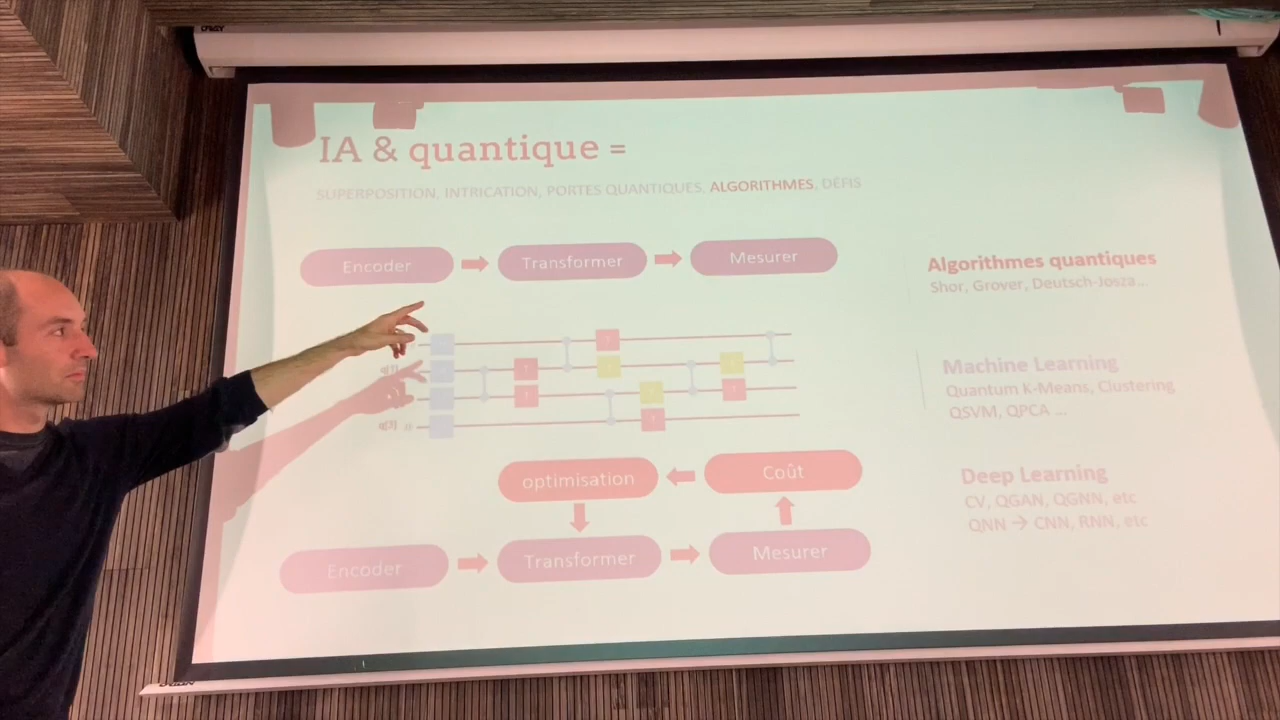 IA & quantique =
SUPERPOSITION, INTRICATION, PORTES QUANTIQUES, ALGORITHMES, DÉFIS
Encoder
Transformer
Mesurer
Algorithmes quantiques
Shor, Grover, Deutsch-Josza...
q[3]
Machine Learning
Quantum K-Means, Clustering
QSVM, QPCA ...
optimisation
Coût
Encoder
Transformer
Mesurer
Deep Learning
CV, QGAN, QGNN, etc
QNN → CNN, RNN, etc